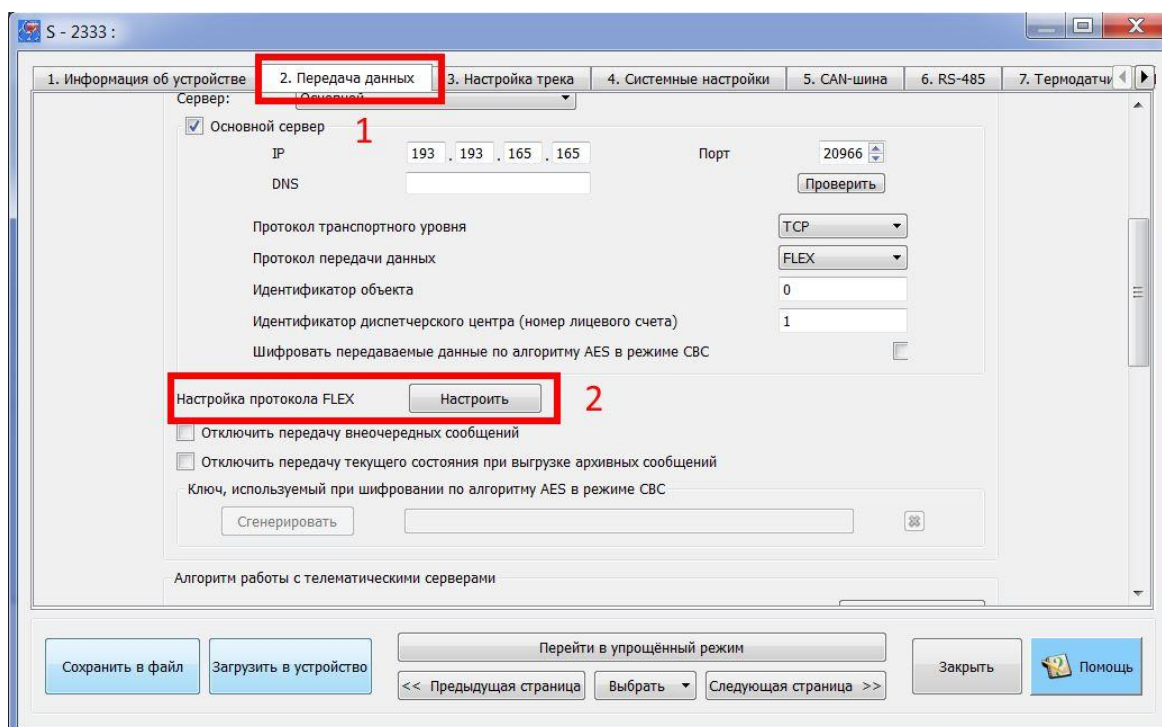 S - 2333 :
1. Информация об устройстве 2. Передача данных 3. Настройка трека 4. Системные настройки 5. CAN-шина 6. RS-485 7. Термодатчи
Сервер: Основной
1
Основной сервер
IP 193 . 193 . 165 . 165 Порт 20966
DNS Проверить
Протокол транспортного уровня TCP
Протокол передачи данных FLEX
Идентификатор объекта 0
Идентификатор диспетчерского центра (номер лицевого счета) 1
Шифровать передаваемые данные по алгоритму AES в режиме CBC
Настройка протокола FLEX Настроить 2
Отключить передачу внеочередных сообщений
Отключить передачу текущего состояния при выгрузке архивных сообщений
Ключ, используемый при шифровании по алгоритму AES в режиме CBC
Сгенерировать
Алгоритм работы с телематическими серверами
Перейти в упрощённый режим
Сохранить в файл Загрузить в устройство Закрыть Помощь
<< Предыдущая страница Выбрать Следующая страница >>